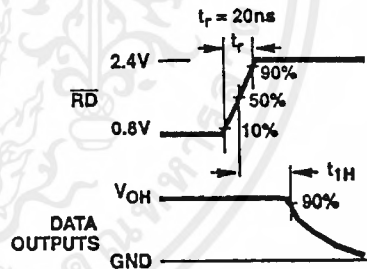 tr = 20ns
tr
2.4V
90%
RD
50%
0.8V
10%
t1H
VOH
90%
DATA
OUTPUTS
GND